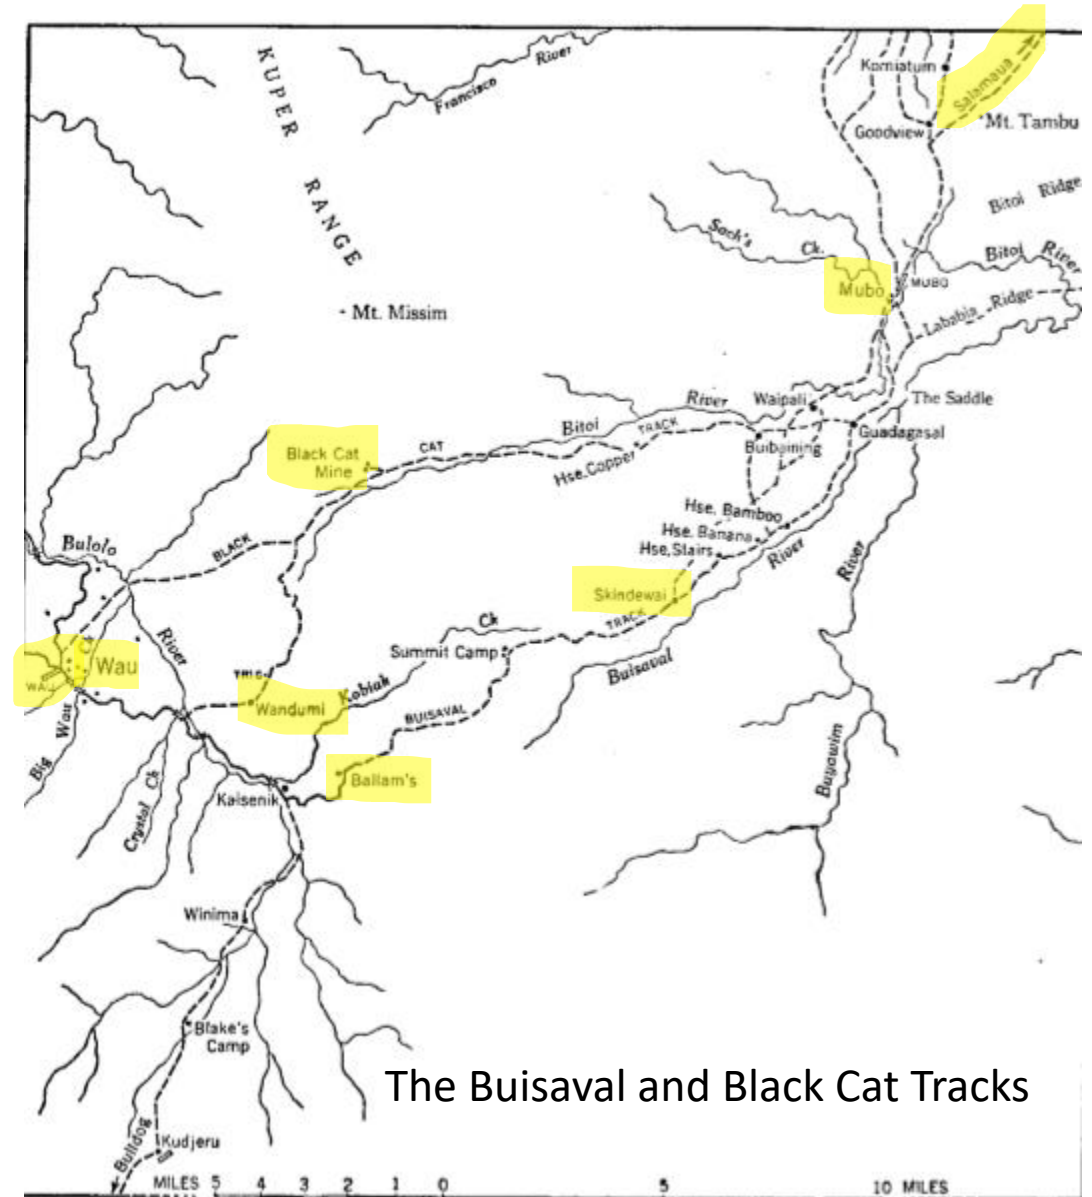 KUPER
RANGE
Francisco River
Komiatum
Salamaua
Goodview
Mt. Tambu
Bitoi Ridge
Bitoi River
Sach's Ck.
Mubo
MUBO
Lababia Ridge
Mt. Missim
The Saddle
Waipali
Guadagasal
Buibaining
Bitoi River
BLACK CAT TRACK
Hse. Copper
Black Cat
Mine
Hse. Bamboo
Hse. Banana
Hse. Stairs
Skindewai
Bulolo River
Wau
WAU
Big Wau Ck
TRIG
Wandumi
Kobiak Ck
Summit Camp
BUISAVAL TRACK
Buisaval River
Ballam's
Kaisenik
Crystal Ck
Buyawim River
Winima
Blake's
Camp
The Buisaval and Black Cat Tracks
Bulldog
Kudjeru
MILES 5 4 3 2 1 0 5 10 MILES